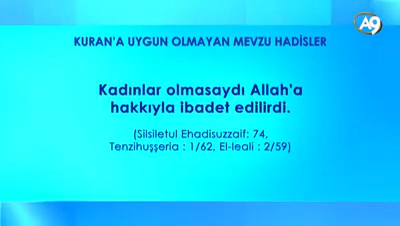 A9
KURAN'A UYGUN OLMAYAN MEVZU HADİSLER
Kadınlar olmasaydı Allah'a
hakkıyla ibadet edilirdi.
(Silsiletul Ehadisuzzaif: 74,
Tenzihuşşeria : 1/62, El-leali : 2/59)